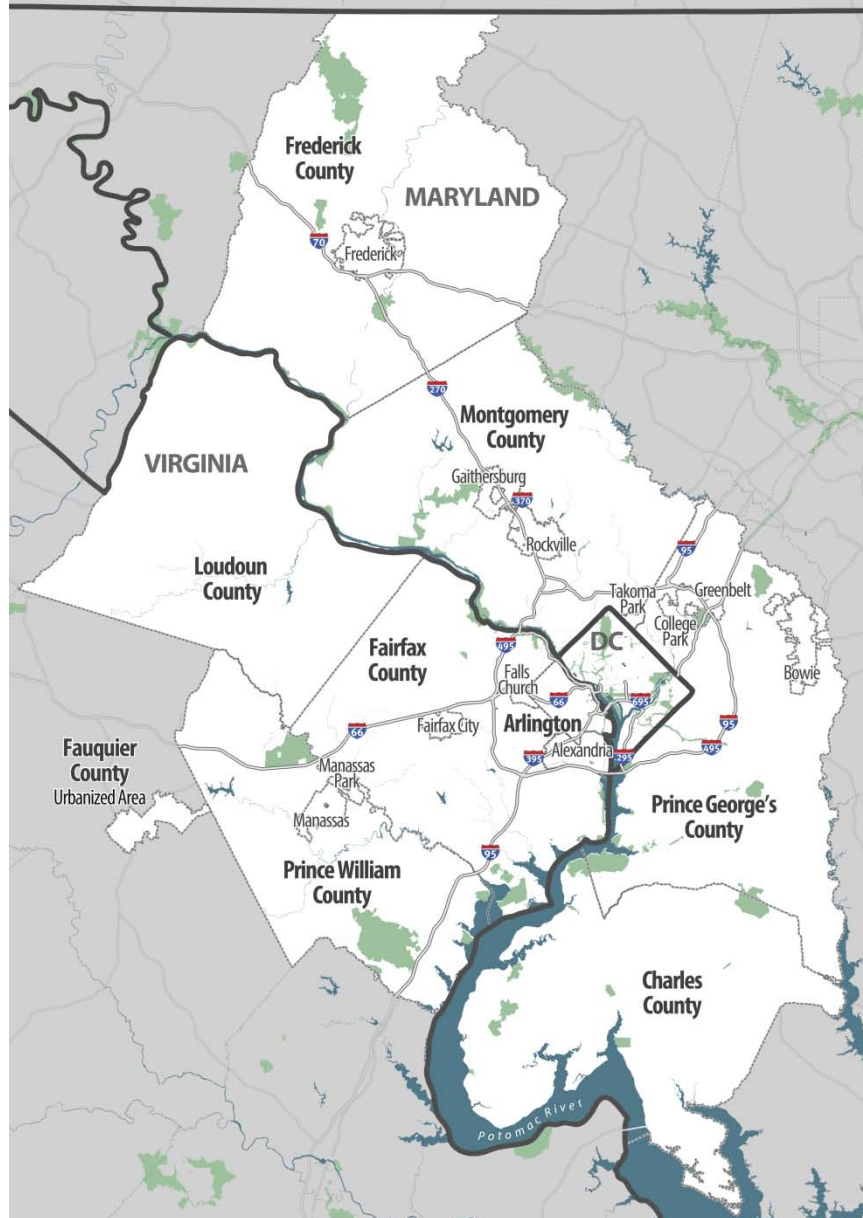 Frederick
County
MARYLAND
70
Frederick
270
Montgomery
County
VIRGINIA
Gaithersburg
370
Rockville
95
Loudoun
County
Takoma
Park
Greenbelt
College
Park
DC
Fairfax
County
495
Falls
Church
Bowie
66
695
Arlington
Fairfax City
66
95
Alexandria
495
395
295
Fauquier
County
Urbanized Area
Manassas
Park
Manassas
Prince George's
County
95
Prince William
County
Charles
County
Potomac River